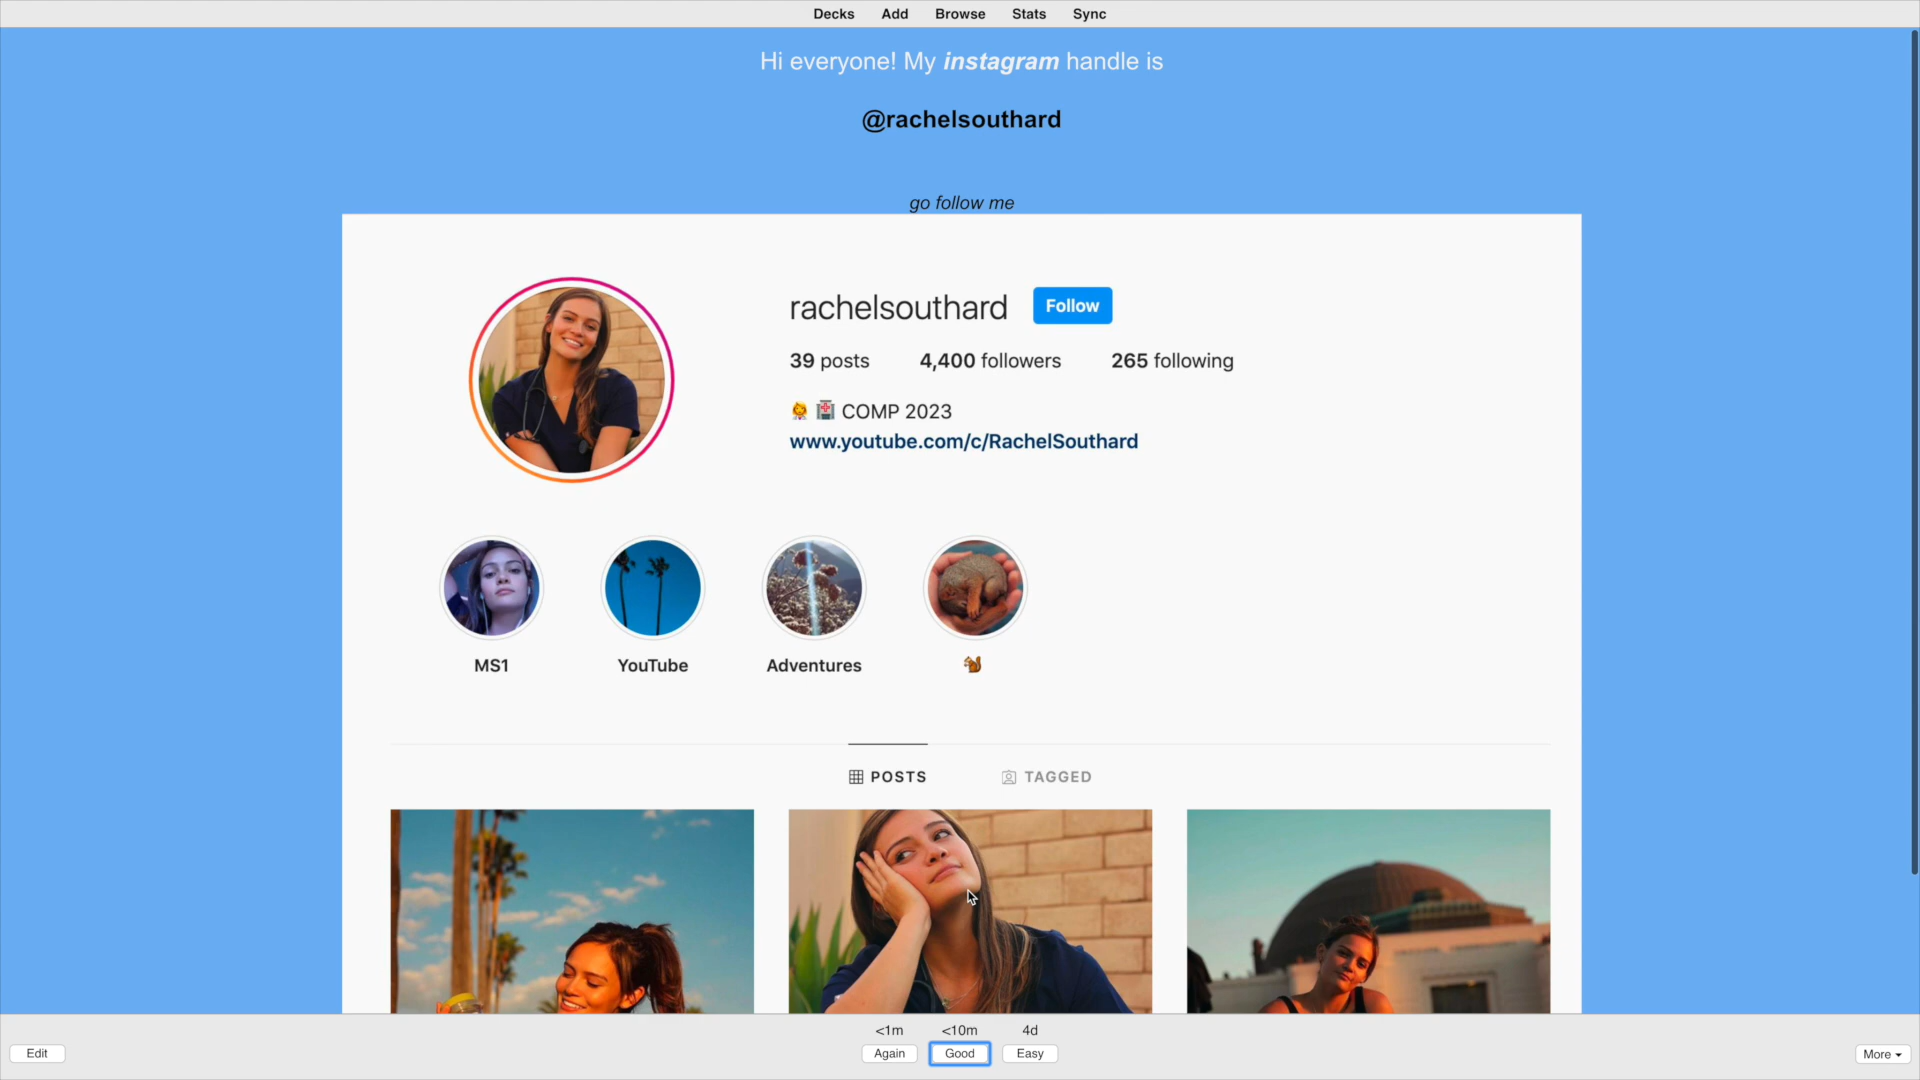 Decks Add Browse Stats Sync
Hi everyone! My instagram handle is
@rachelsouthard
go follow me
rachelsouthard Follow
39 posts 4,400 followers 265 following
COMP 2023
www.youtube.com/c/RachelSouthard
MS1 YouTube Adventures
POSTS TAGGED
<1m <10m 4d
Edit Again Good Easy More